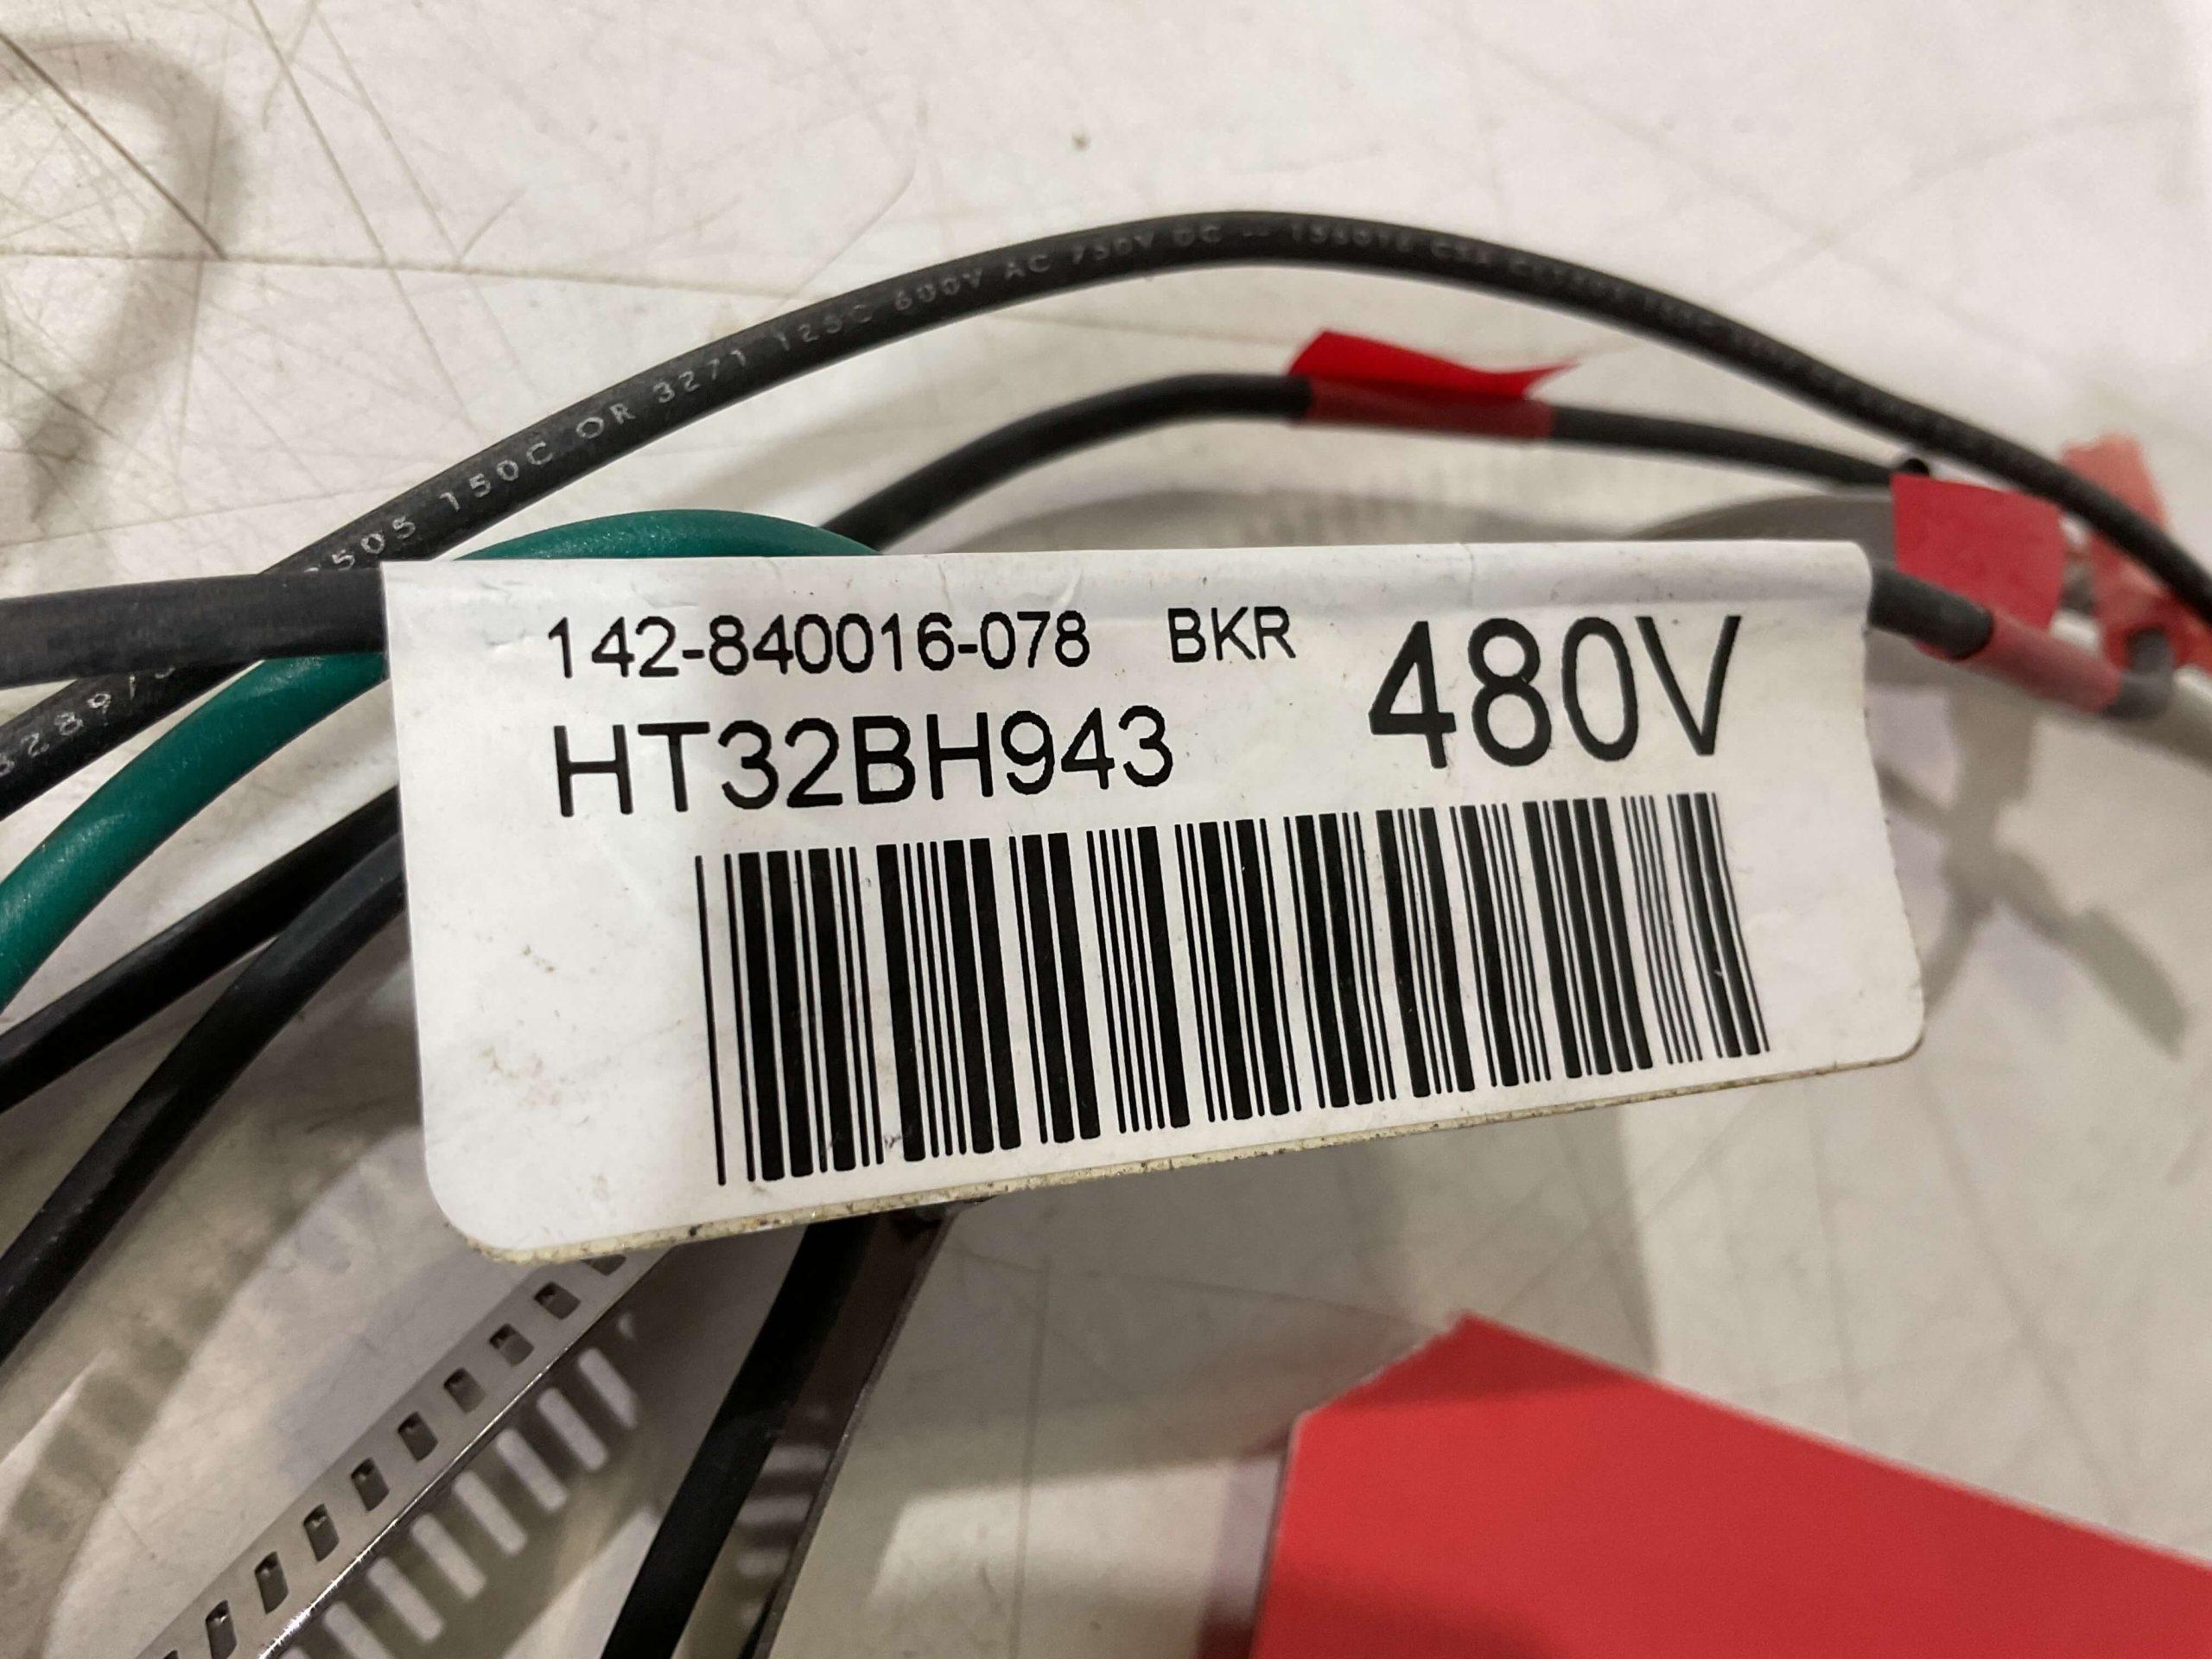 150C OR 3271 125C 600V AC 750V DC
142-840016-078 BKR 480V
HT32BH943